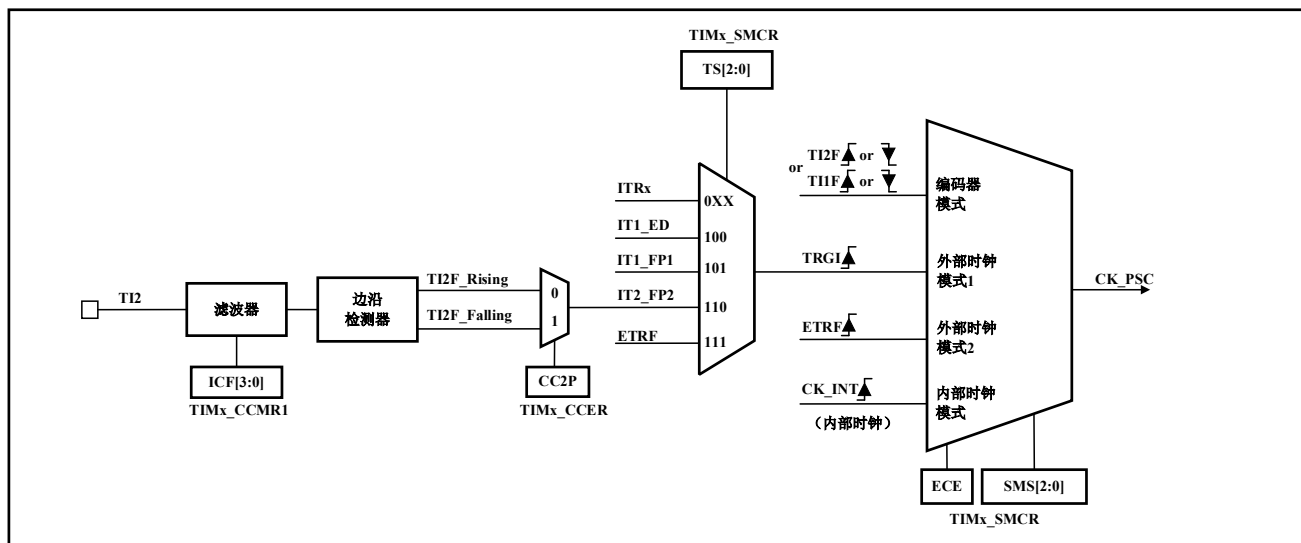 TIMx_SMCR
TS[2:0]
TI2F or
or
TI1F or
编码器
模式
ITRx
0XX
IT1_ED
100
IT1_FP1
101
TRGI
外部时钟
模式1
CK_PSC
TI2
滤波器
边沿
检测器
TI2F_Rising
TI2F_Falling
0
1
IT2_FP2
110
ETRF
111
ETRF
外部时钟
模式2
ICF[3:0]
TIMx_CCMR1
CC2P
TIMx_CCER
CK_INT
(内部时钟)
内部时钟
模式
ECE
SMS[2:0]
TIMx_SMCR